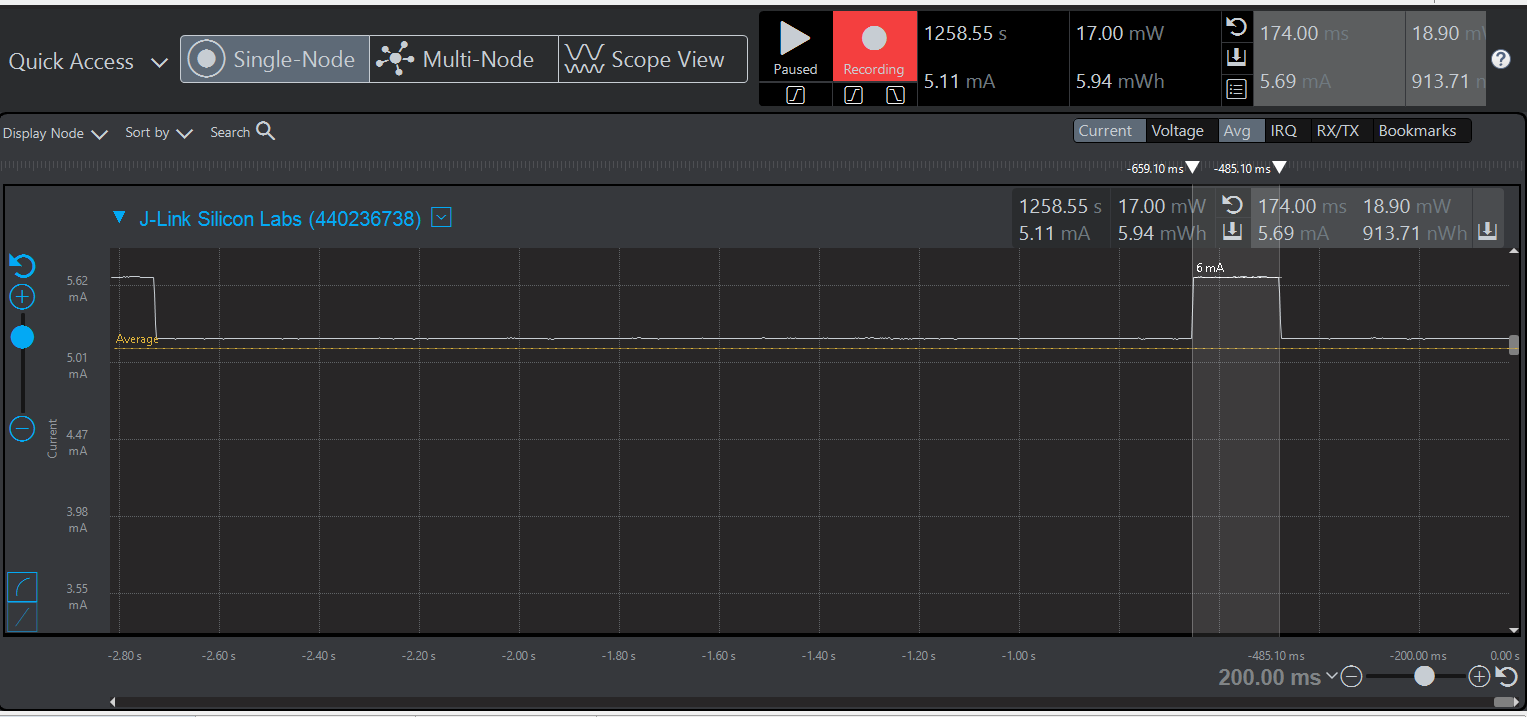 Quick Access
Single-Node
Multi-Node
Scope View
Paused
Recording
1258.55 s
17.00 mW
5.11 mA
5.94 mWh
174.00 ms
18.90 mW
5.69 mA
913.71 n
?
Display Node
Sort by
Search
Current
Voltage
Avg
IRQ
RX/TX
Bookmarks
-659.10 ms
-485.10 ms
J-Link Silicon Labs (440236738)
1258.55 s
17.00 mW
174.00 ms
18.90 mW
5.11 mA
5.94 mWh
5.69 mA
913.71 nWh
6 mA
5.62
mA
Average
5.01
mA
Current
4.47
mA
3.98
mA
3.55
mA
-2.80 s
-2.60 s
-2.40 s
-2.20 s
-2.00 s
-1.80 s
-1.60 s
-1.40 s
-1.20 s
-1.00 s
-485.10 ms
-200.00 ms
0.00 s
200.00 ms